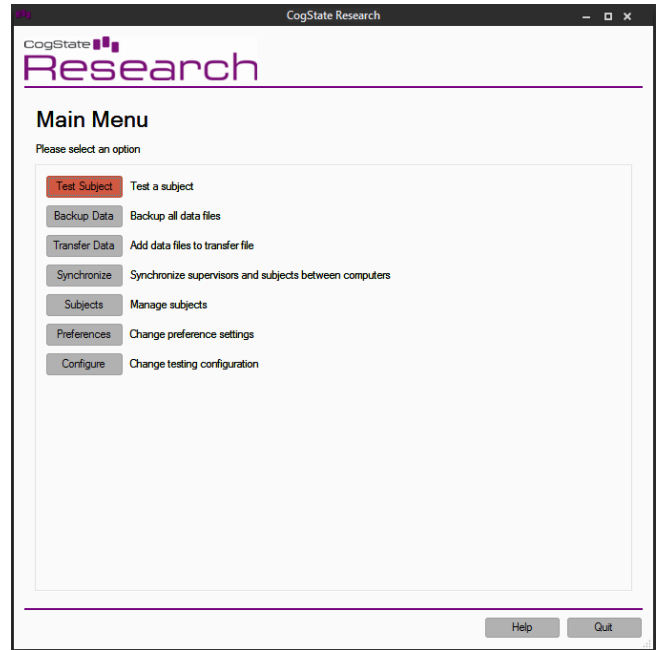 CogState Research
CogState
Research
Main Menu
Please select an option
Test Subject Test a subject
Backup Data Backup all data files
Transfer Data Add data files to transfer file
Synchronize Synchronize supervisors and subjects between computers
Subjects Manage subjects
Preferences Change preference settings
Configure Change testing configuration
Help Quit